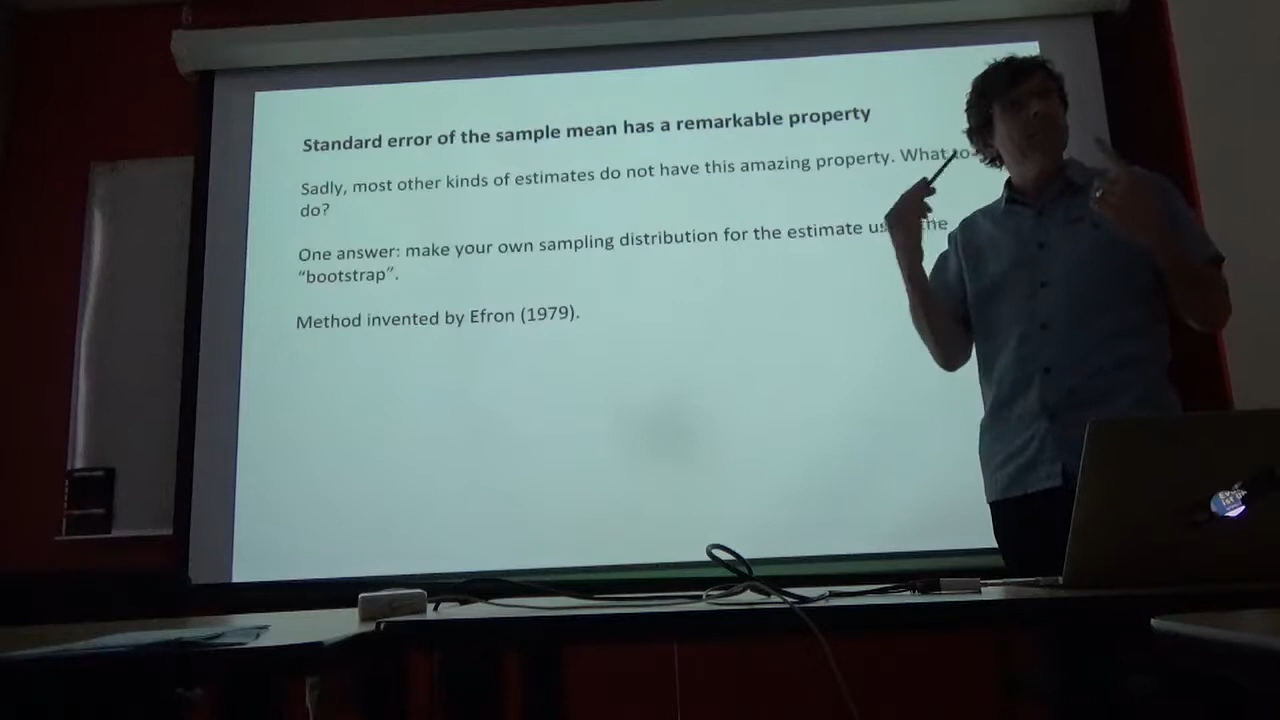 Standard error of the sample mean has a remarkable property
Sadly, most other kinds of estimates do not have this amazing property. What to
do?
One answer: make your own sampling distribution for the estimate the
“bootstrap”.
Method invented by Efron (1979).